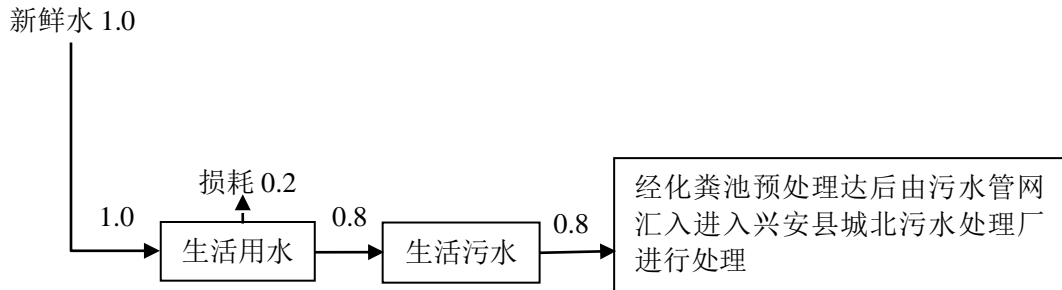 新鲜水 1.0
损耗 0.2
1.0
生活用水
0.8
生活污水
0.8
经化粪池预处理达后由污水管网
汇入进入兴安县城北污水处理厂
进行处理